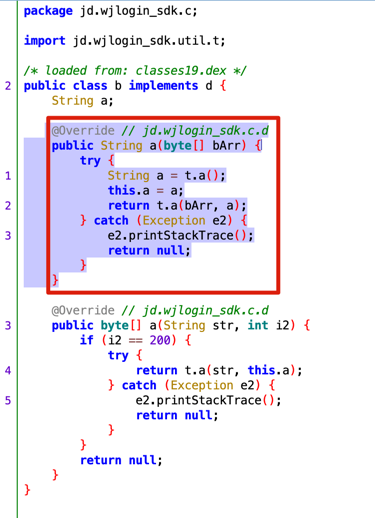 package jd.wjlogin_sdk.c;
import jd.wjlogin_sdk.util.t;
/* loaded from: classes19.dex */
2 public class b implements d {
String a;
@Override // jd.wjlogin_sdk.c.d
public String a(byte[] bArr) {
try {
1 String a = t.a();
this.a = a;
2 return t.a(bArr, a);
} catch (Exception e2) {
3 e2.printStackTrace();
return null;
}
}
@Override // jd.wjlogin_sdk.c.d
3 public byte[] a(String str, int i2) {
if (i2 == 200) {
try {
4 return t.a(str, this.a);
} catch (Exception e2) {
5 e2.printStackTrace();
return null;
}
}
return null;
}
}